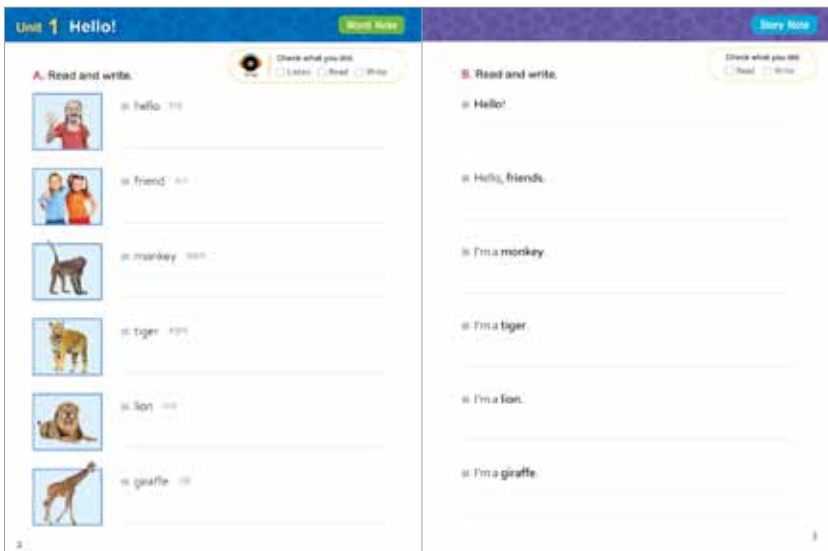 Unit 1 Hello!
Word Note
A. Read and write.
Check what you did.
Listen Read Write
hello
friend
monkey
tiger
lion
giraffe
2
Story Note
Check what you did.
Read Write
B. Read and write.
Hello!
Hello, friends.
I'm a monkey.
I'm a tiger.
I'm a lion.
I'm a giraffe.
3